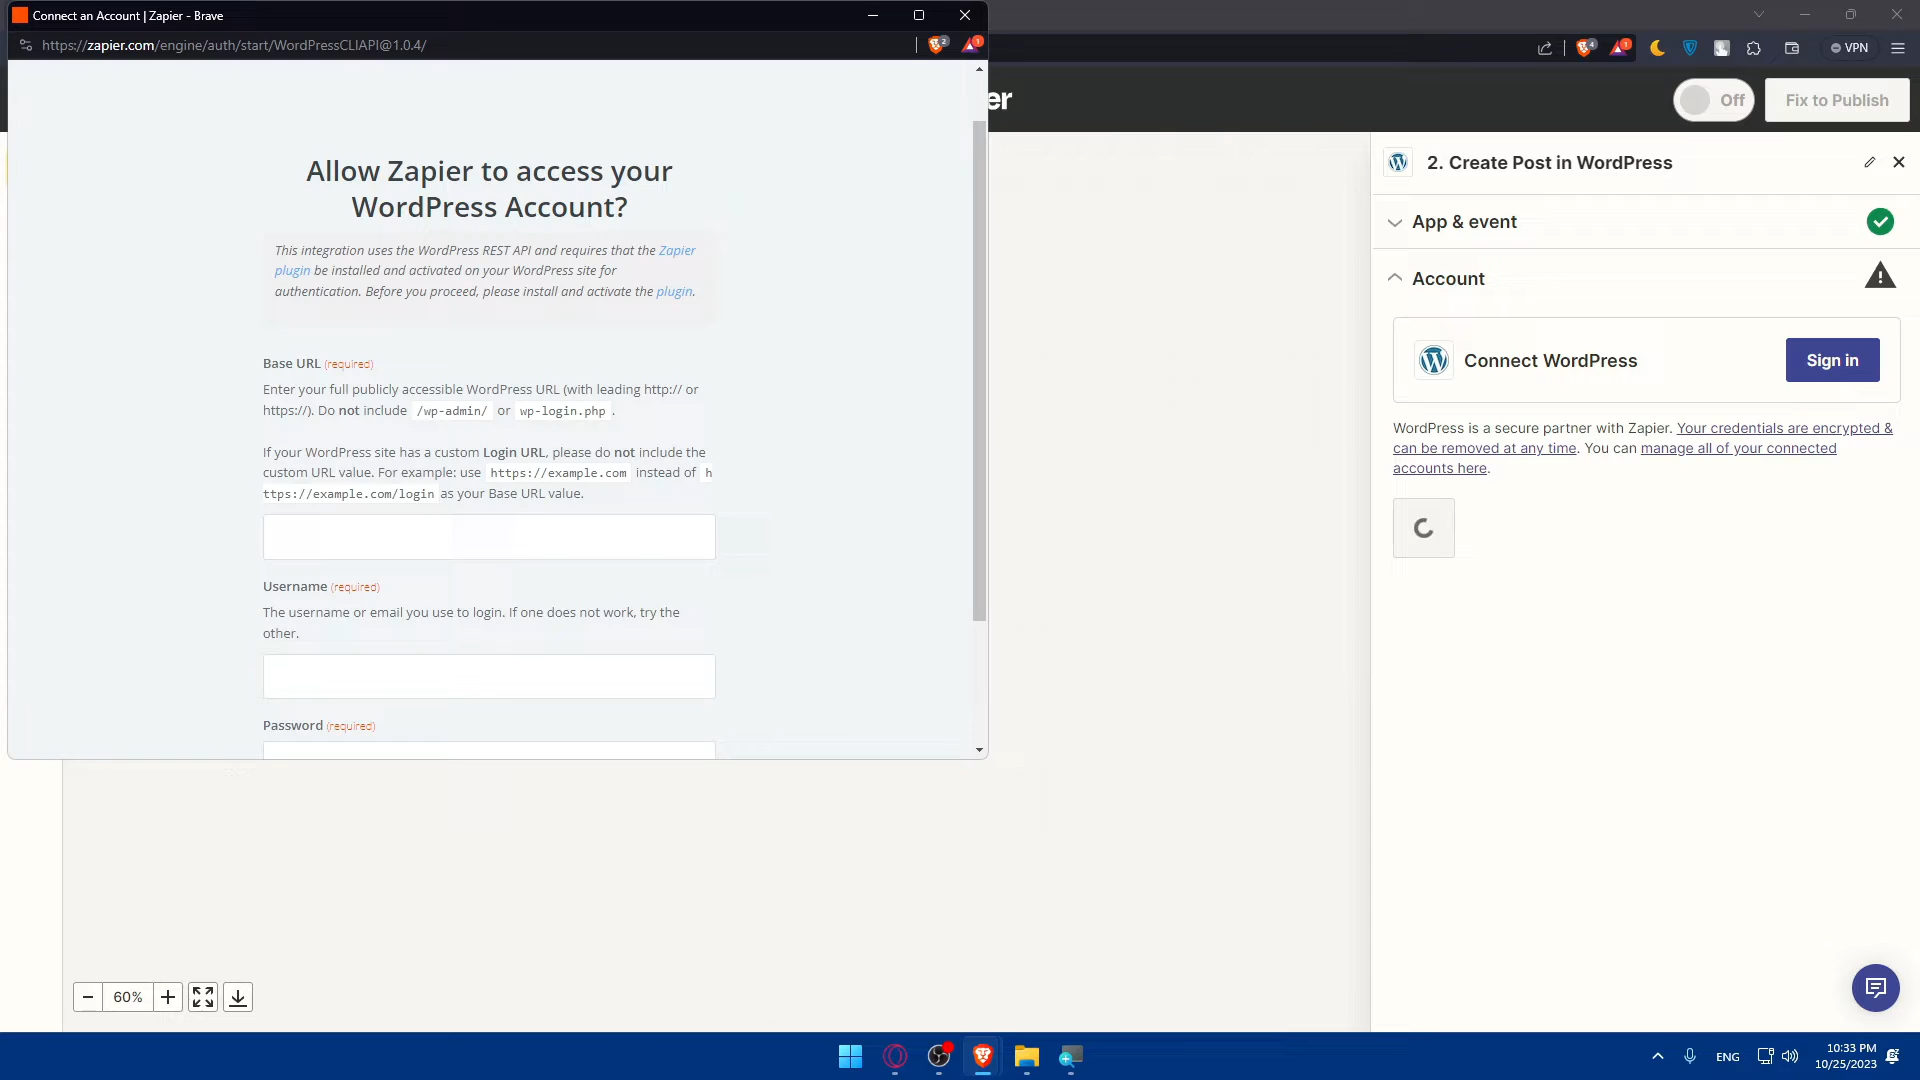 Connect an Account | Zapier - Brave
https://zapier.com/engine/auth/start/WordPressCLIAPI@1.0.4/
2
1
4
1
VPN
er
Off
Fix to Publish
Allow Zapier to access your
WordPress Account?
This integration uses the WordPress REST API and requires that the Zapier
plugin be installed and activated on your WordPress site for
authentication. Before you proceed, please install and activate the plugin.
Base URL (required)
Enter your full publicly accessible WordPress URL (with leading http:// or
https://). Do not include /wp-admin/ or wp-login.php .
If your WordPress site has a custom Login URL, please do not include the
custom URL value. For example: use https://example.com instead of h
ttps://example.com/login as your Base URL value.
Username (required)
The username or email you use to login. If one does not work, try the
other.
Password (required)
2. Create Post in WordPress
App & event
Account
Connect WordPress
Sign in
WordPress is a secure partner with Zapier. Your credentials are encrypted &
can be removed at any time. You can manage all of your connected
accounts here.
60%
ENG
10:33 PM
10/25/2023